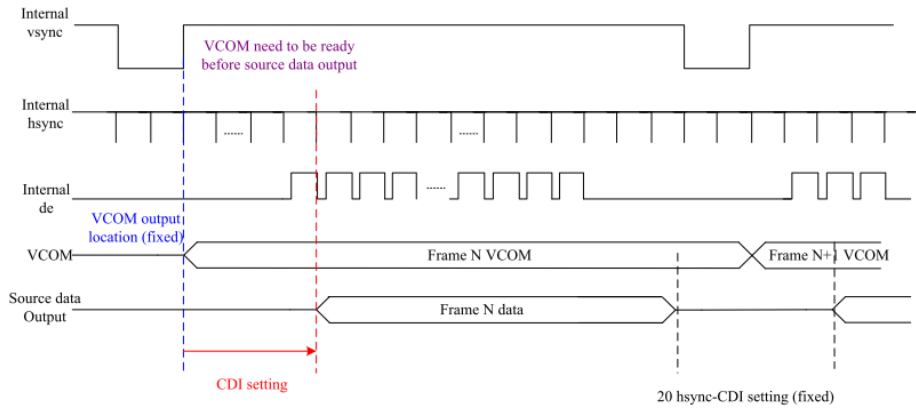 Internal
vsync
VCOM need to be ready
before source data output
Internal
hsync
......
......
Internal
de
......
VCOM output
location (fixed)
VCOM
Frame N VCOM
Frame N+1 VCOM
Source data
Output
Frame N data
CDI setting
20 hsync-CDI setting (fixed)